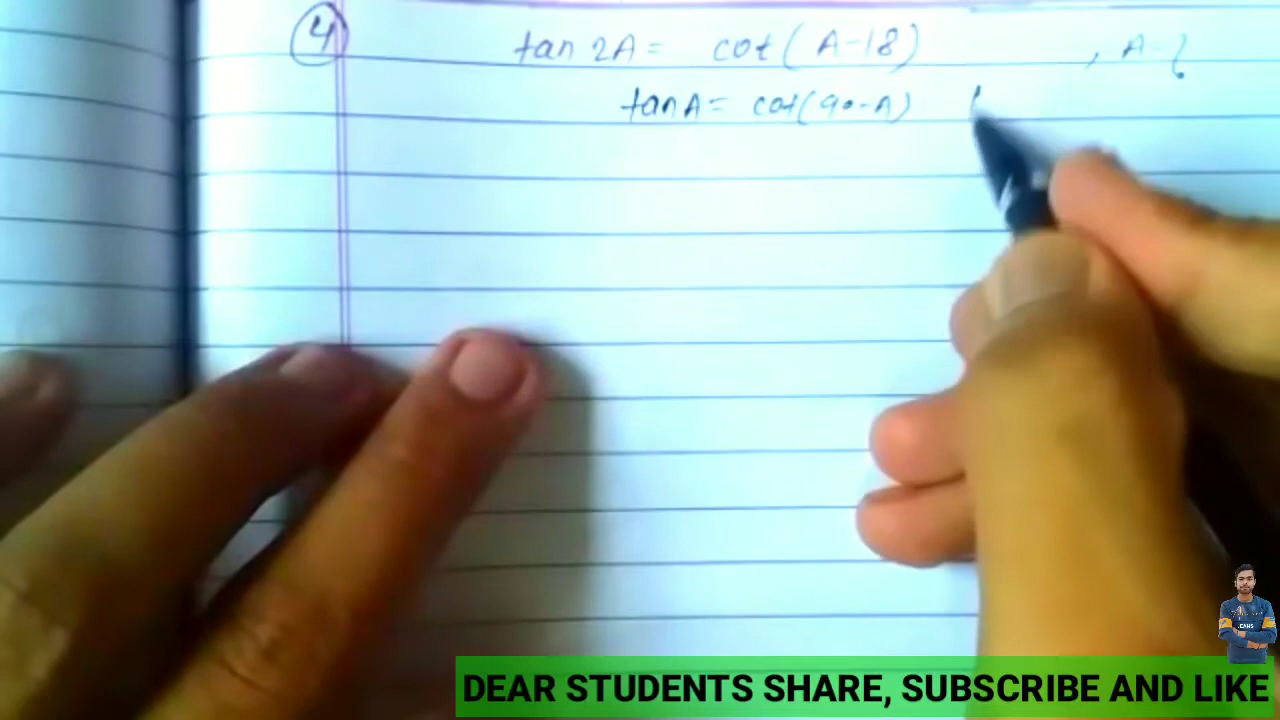 4 tan 2A = cot ( A-18) , A-?
tan A = cot(90-A) (
DEAR STUDENTS SHARE, SUBSCRIBE AND LIKE